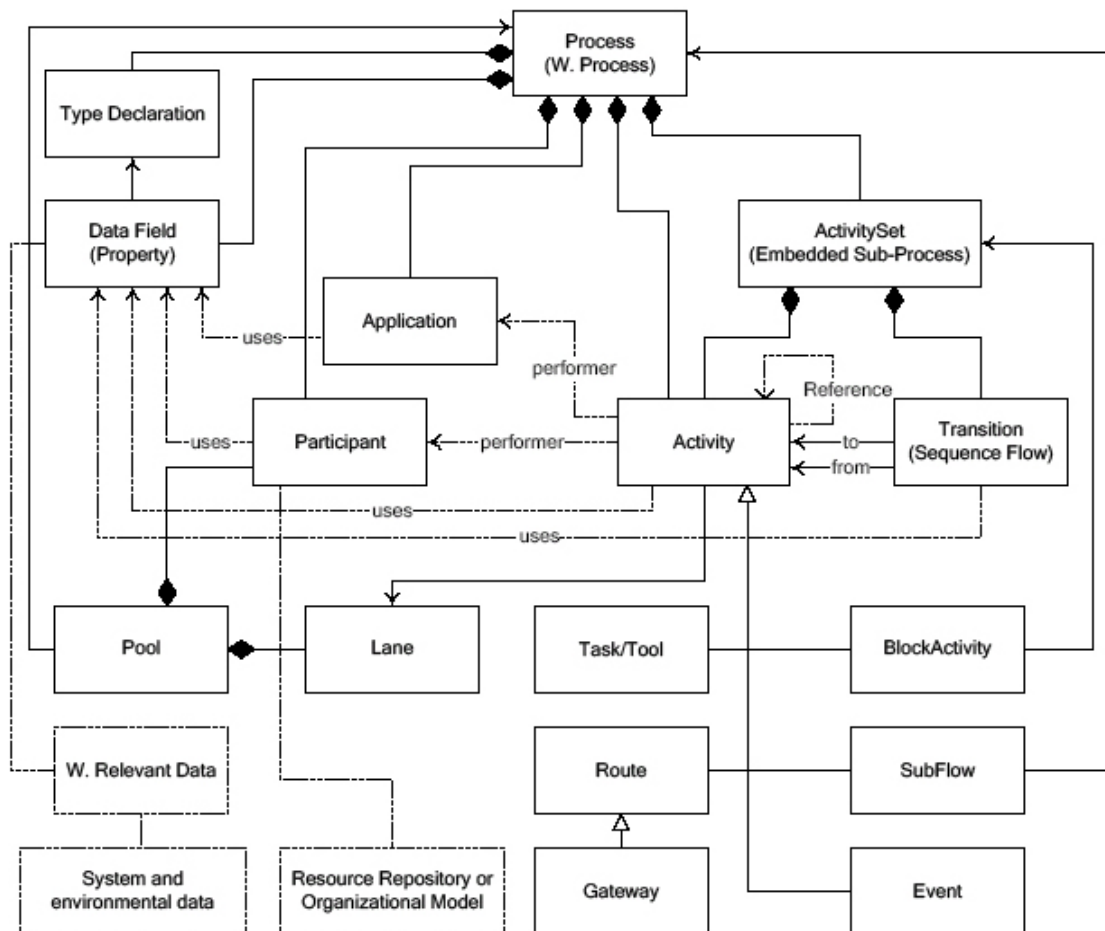 Process
(W. Process)
Type Declaration
Data Field
(Property)
ActivitySet
(Embedded Sub-Process)
Application
uses
performer
Reference
Participant
uses
performer
Activity
to
from
Transition
(Sequence Flow)
uses
uses
Pool
Lane
Task/Tool
BlockActivity
W. Relevant Data
Route
SubFlow
System and
environmental data
Resource Repository or
Organizational Model
Gateway
Event